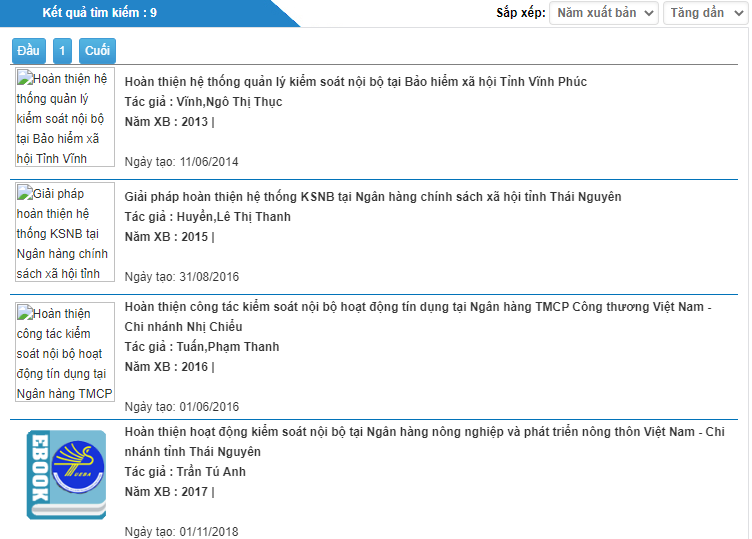 Kết quả tìm kiếm : 9
Sắp xếp: Năm xuất bản Tăng dần
Đầu 1 Cuối
Hoàn thiện hệ
thống quản lý
kiểm soát nội bộ
tại Bảo hiểm xã
hội Tỉnh Vĩnh
Hoàn thiện hệ thống quản lý kiểm soát nội bộ tại Bảo hiểm xã hội Tỉnh Vĩnh Phúc
Tác giả : Vĩnh,Ngô Thị Thục
Năm XB : 2013 |
Ngày tạo: 11/06/2014
Giải pháp
hoàn thiện hệ
thống KSNB tại
Ngân hàng chính
sách xã hội tỉnh
Giải pháp hoàn thiện hệ thống KSNB tại Ngân hàng chính sách xã hội tỉnh Thái Nguyên
Tác giả : Huyền,Lê Thị Thanh
Năm XB : 2015 |
Ngày tạo: 31/08/2016
Hoàn thiện
công tác kiểm
soát nội bộ hoạt
động tín dụng tại
Ngân hàng TMCP
Hoàn thiện công tác kiểm soát nội bộ hoạt động tín dụng tại Ngân hàng TMCP Công thương Việt Nam -
Chi nhánh Nhị Chiểu
Tác giả : Tuấn,Phạm Thanh
Năm XB : 2016 |
Ngày tạo: 01/06/2016
EBOOK
TUEBA
Hoàn thiện hoạt động kiểm soát nội bộ tại Ngân hàng nông nghiệp và phát triển nông thôn Việt Nam - Chi
nhánh tỉnh Thái Nguyên
Tác giả : Trần Tú Anh
Năm XB : 2017 |
Ngày tạo: 01/11/2018